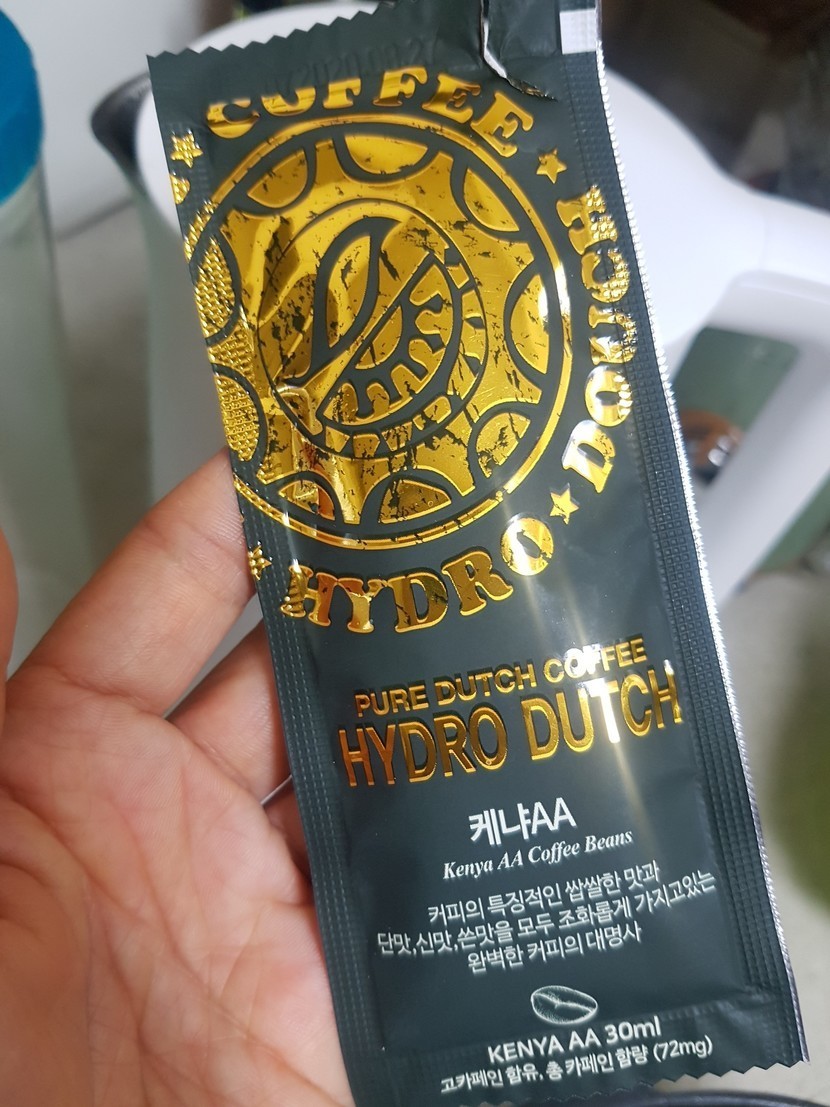 COFFEE
HYDRO
PURE DUTCH COFFEE
HYDRO DUTCH
케냐AA
Kenya AA Coffee Beans
커피의 특징적인 쌉쌀한 맛과
단맛,신맛,쓴맛을 모두 조화롭게 가지고있는
완벽한 커피의 대명사
KENYA AA 30ml
고카페인 함유, 총 카페인 함량 (72mg)